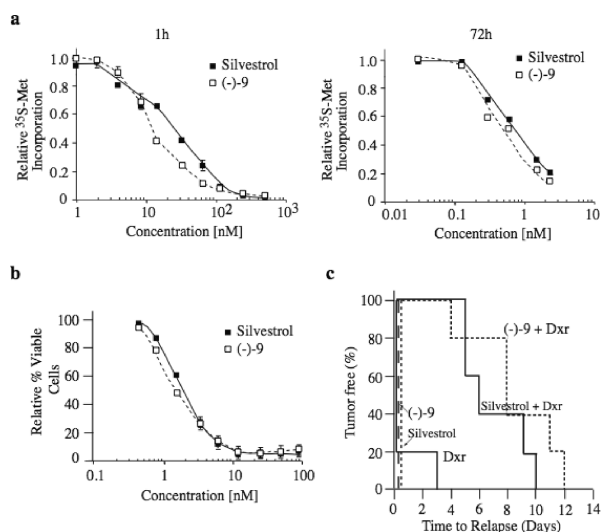 a
1h
72h
Relative ³⁵S-Met
Incorporation
1.0
0.8
0.6
0.4
0.2
0
Silvestrol
(-)-9
1
10
10²
10³
Concentration [nM]
Relative ³⁵S-Met
Incorporation
1.0
0.8
0.6
0.4
0.2
0
Silvestrol
(-)-9
0.01
0.1
1
10
Concentration [nM]
b
Relative % Viable
Cells
100
80
60
40
20
0
Silvestrol
(-)-9
0.1
1
10
100
Concentration [nM]
c
Tumor free (%)
100
80
60
40
20
0
(-)-9 + Dxr
Silvestrol + Dxr
(-)-9
Silvestrol
Dxr
0 2 4 6 8 10 12 14
Time to Relapse (Days)